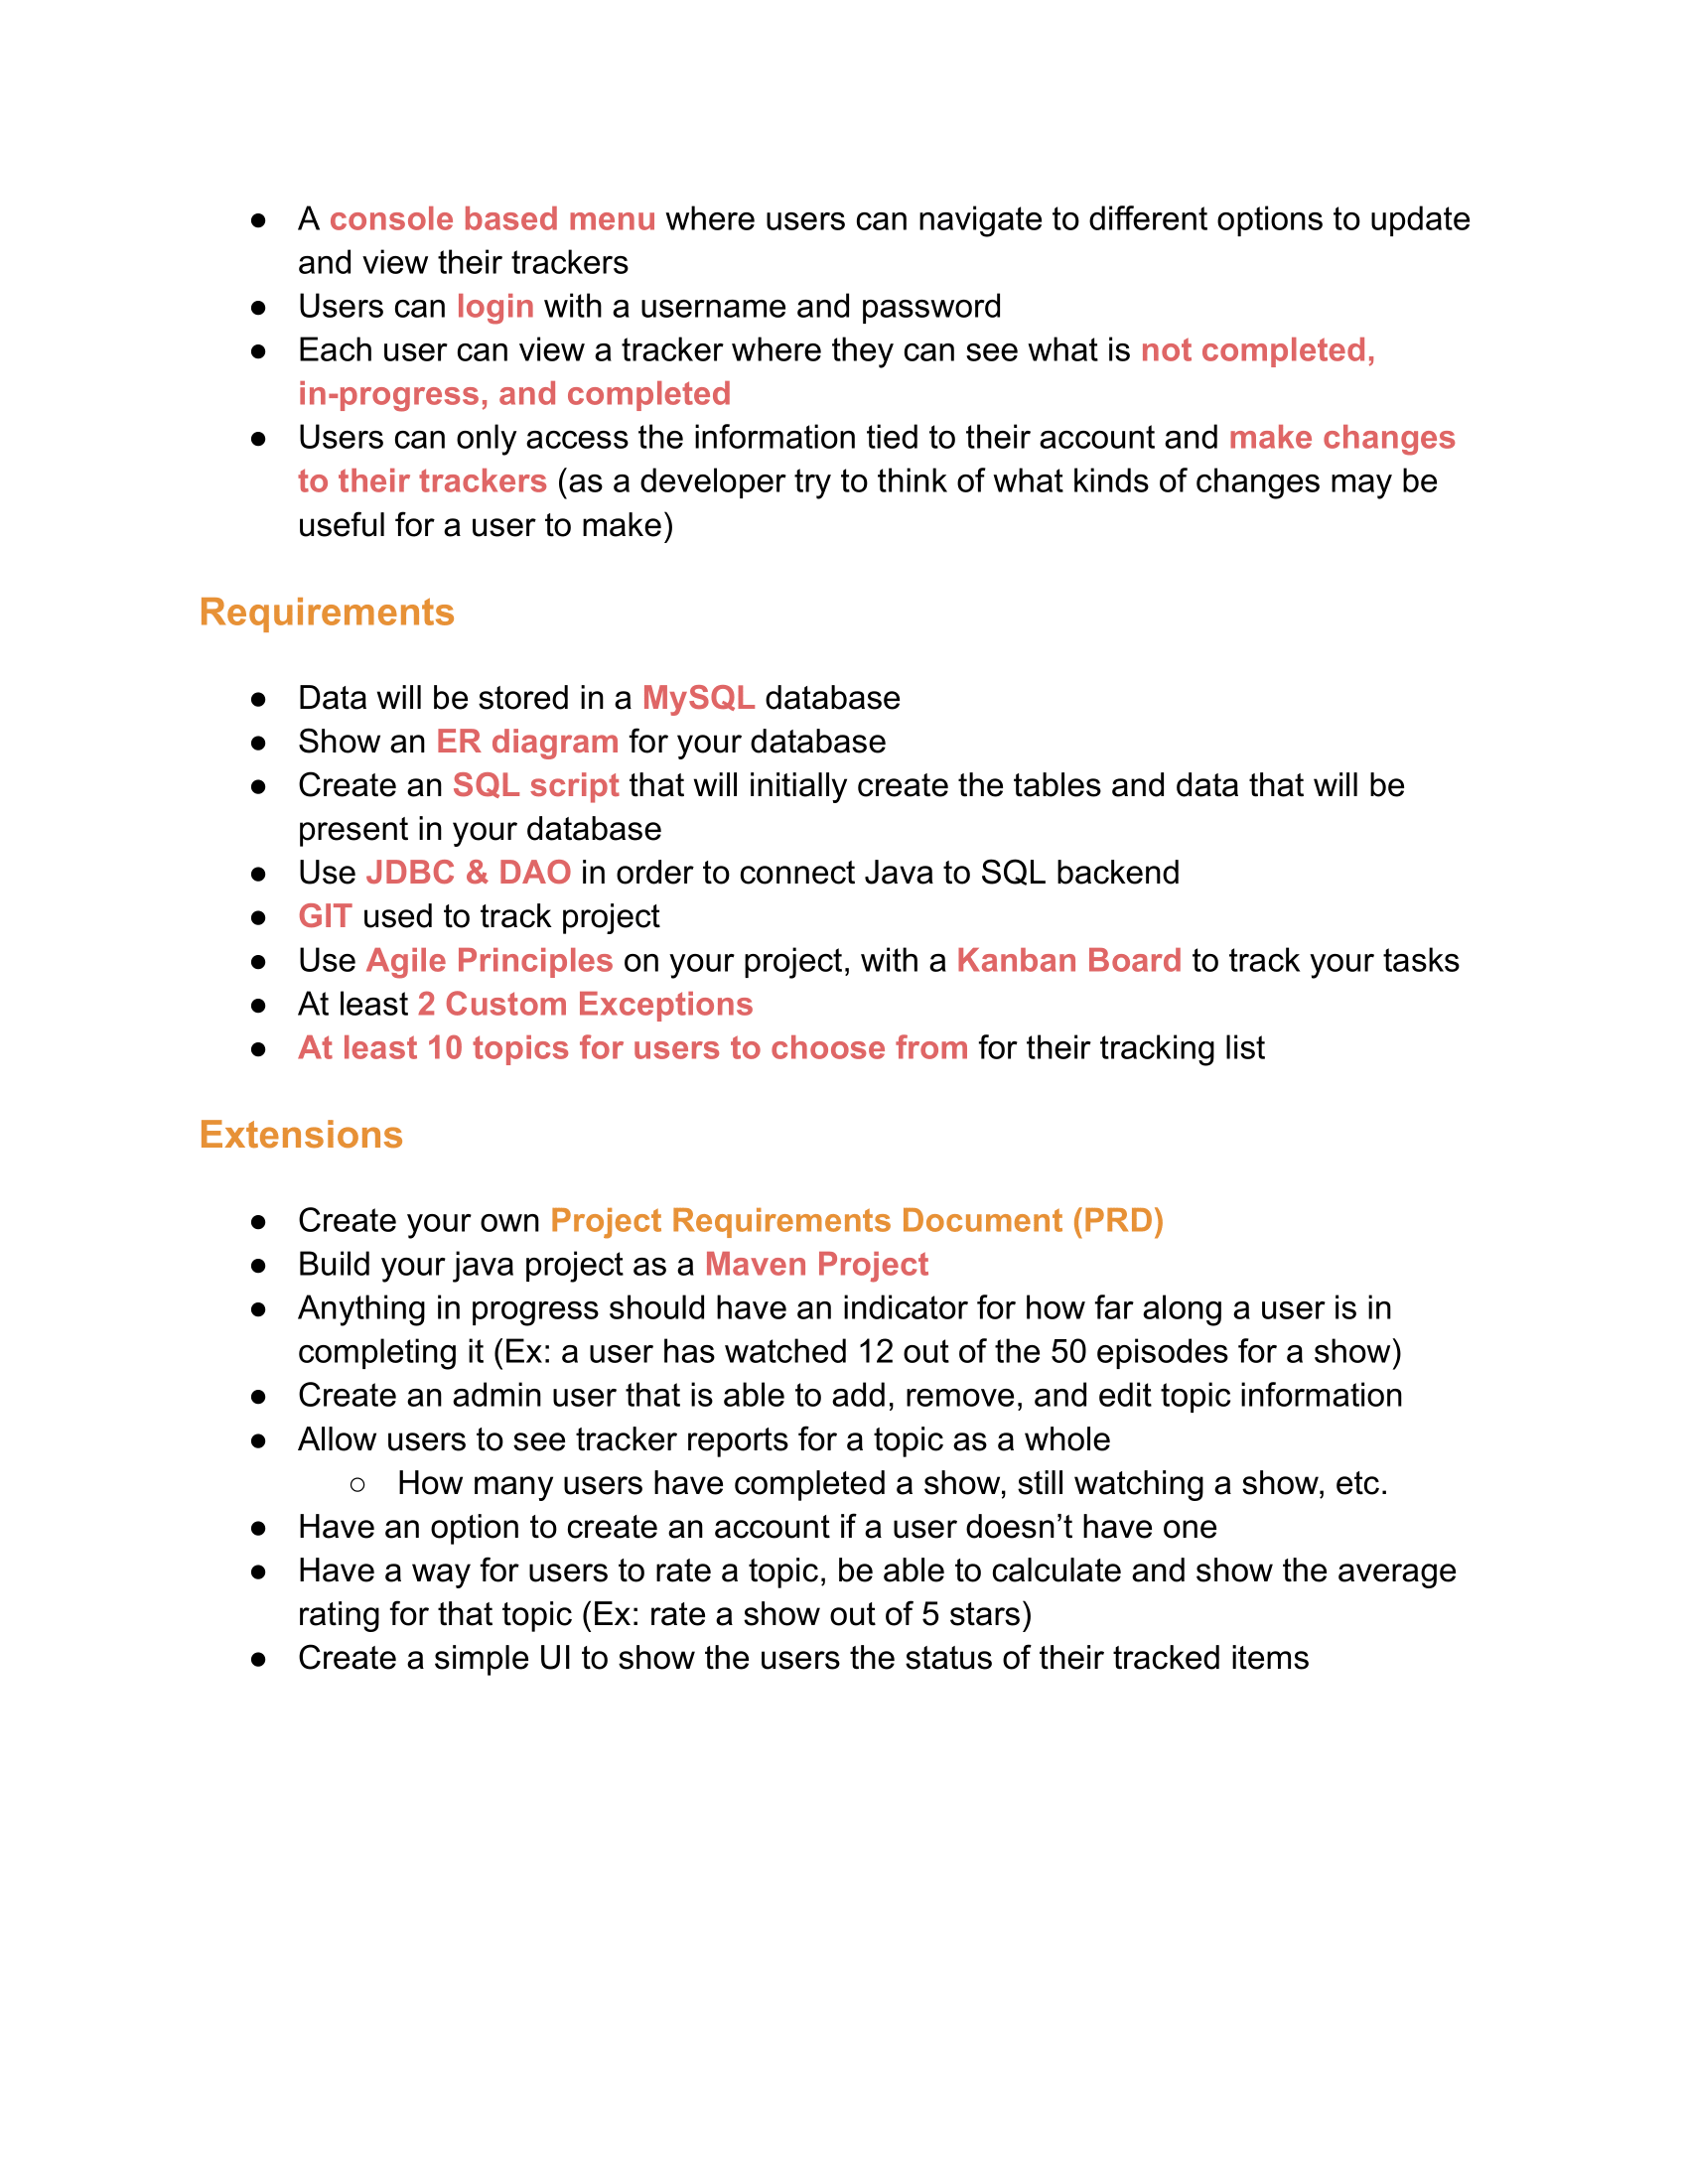 ● A console based menu where users can navigate to different options to update
and view their trackers
● Users can login with a username and password
● Each user can view a tracker where they can see what is not completed,
in-progress, and completed
● Users can only access the information tied to their account and make changes
to their trackers (as a developer try to think of what kinds of changes may be
useful for a user to make)
Requirements
● Data will be stored in a MySQL database
● Show an ER diagram for your database
● Create an SQL script that will initially create the tables and data that will be
present in your database
● Use JDBC & DAO in order to connect Java to SQL backend
● GIT used to track project
● Use Agile Principles on your project, with a Kanban Board to track your tasks
● At least 2 Custom Exceptions
● At least 10 topics for users to choose from for their tracking list
Extensions
● Create your own Project Requirements Document (PRD)
● Build your java project as a Maven Project
● Anything in progress should have an indicator for how far along a user is in
completing it (Ex: a user has watched 12 out of the 50 episodes for a show)
● Create an admin user that is able to add, remove, and edit topic information
● Allow users to see tracker reports for a topic as a whole
○ How many users have completed a show, still watching a show, etc.
● Have an option to create an account if a user doesn’t have one
● Have a way for users to rate a topic, be able to calculate and show the average
rating for that topic (Ex: rate a show out of 5 stars)
● Create a simple UI to show the users the status of their tracked items